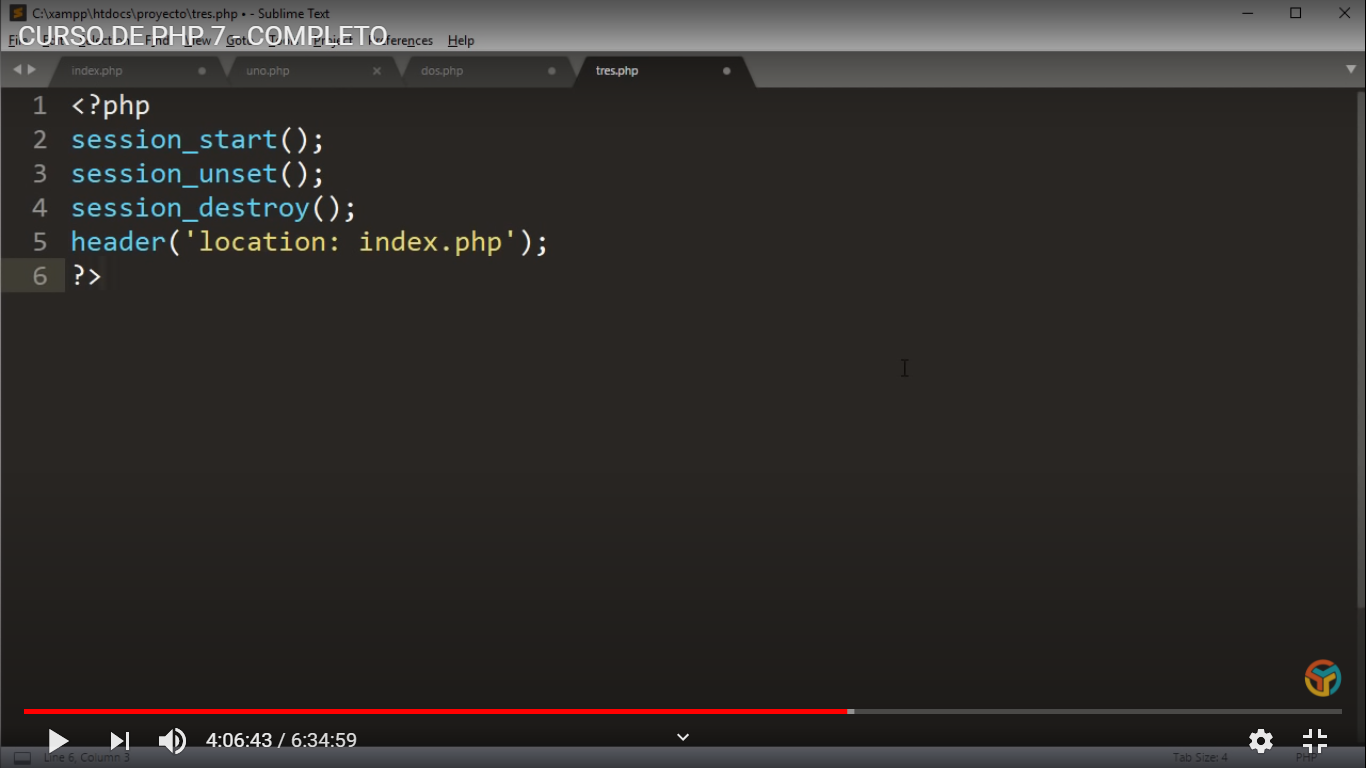 C:\xampp\htdocs\proyecto\tres.php • - Sublime Text
CURSO DE PHP 7 - COMPLETO
File Edit Selection Find View Goto Tools Project Preferences Help
index.php uno.php dos.php tres.php
1 <?php
2 session_start();
3 session_unset();
4 session_destroy();
5 header('location: index.php');
6 ?>
4:06:43 / 6:34:59
Line 6, Column 3 Tab Size: 4 PHP